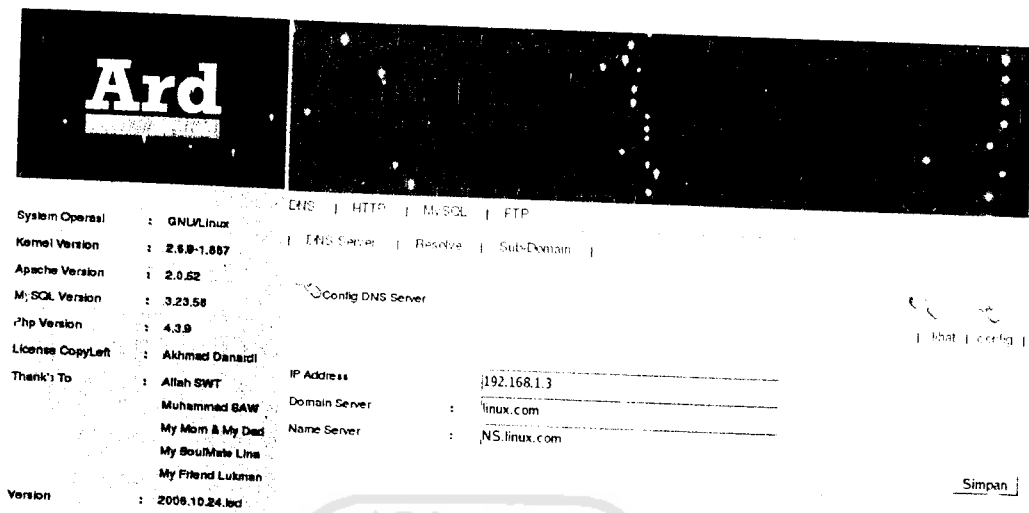 Ard
DNS | HTTP | MySQL | FTP
| DNS Server | Resolve | Sub-Domain |
System Operasi : GNU/Linux
Kernel Version : 2.6.9-1.667
Apache Version : 2.0.52
MySQL Version : 3.23.58
Php Version : 4.3.9
License CopyLeft : Akhmad Danardi
Thank's To : Allah SWT
Muhammad SAW
My Mom & My Dad
My SoulMate Lina
My Friend Lukman
Version : 2006.10.24.led
Config DNS Server
| lihat | config |
IP Address 192.168.1.3
Domain Server : linux.com
Name Server : NS.linux.com
Simpan